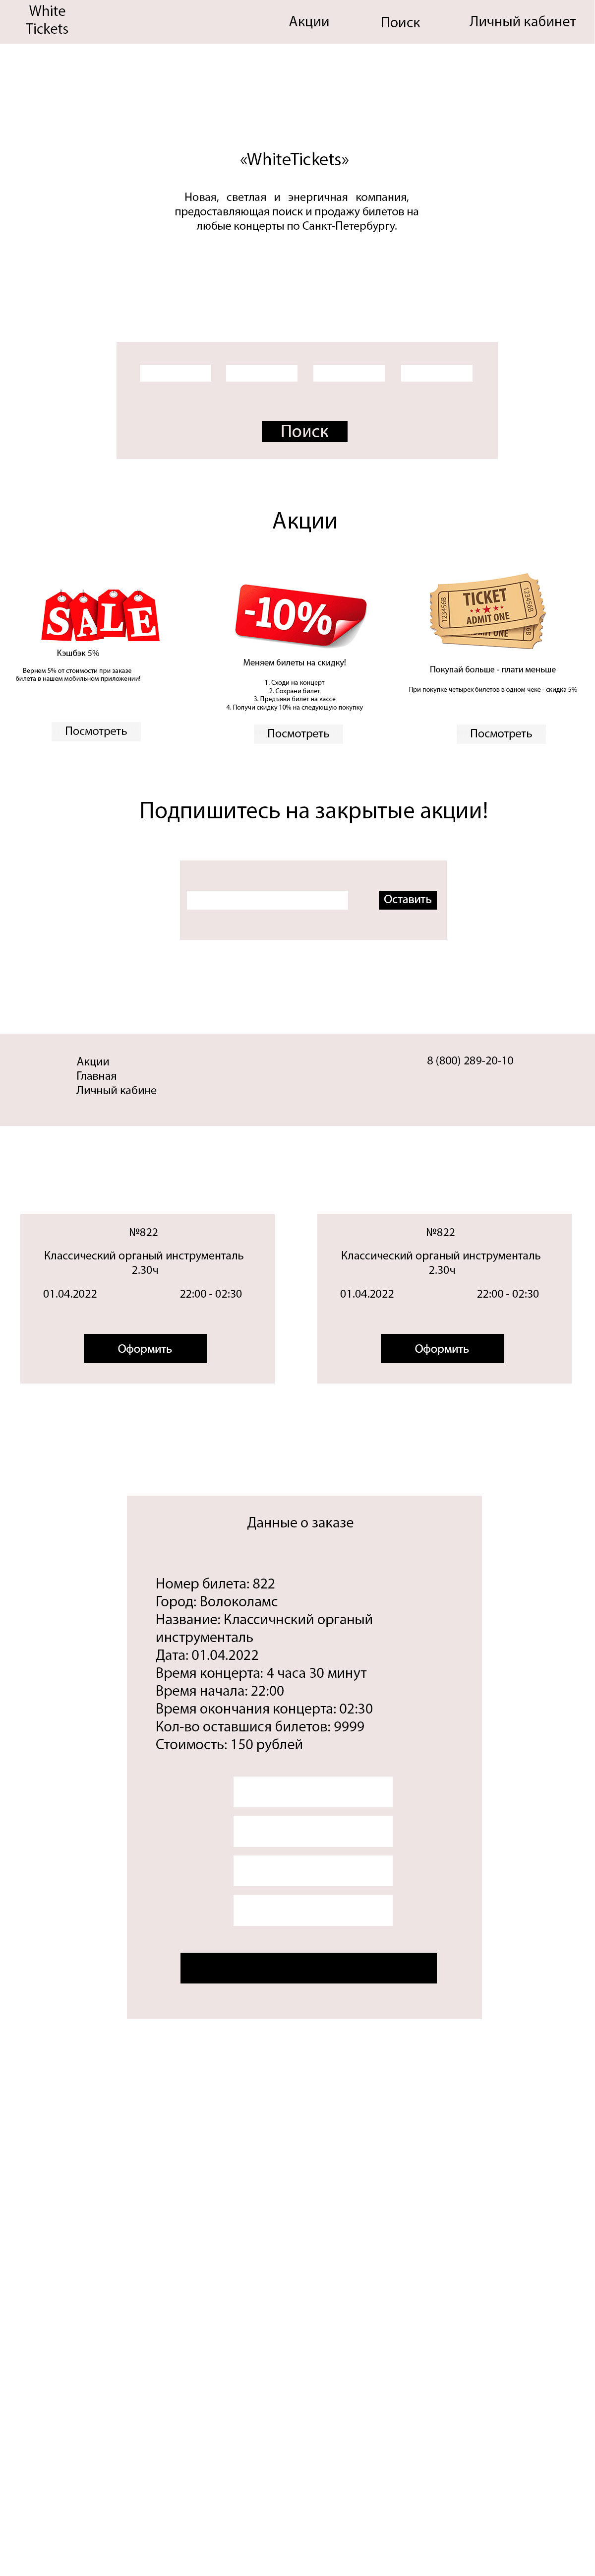 White
Tickets
Акции
Поиск
Личный кабинет
«WhiteTickets»
Новая, светлая и энергичная компания,
предоставляющая поиск и продажу билетов на
любые концерты по Санкт-Петербургу.
Поиск
Акции
SALE
Кэшбэк 5%
Вернем 5% от стоимости при заказе
билета в нашем мобильном приложении!
Посмотреть
-10%
Меняем билеты на скидку!
1. Сходи на концерт
2. Сохрани билет
3. Предъяви билет на кассе
4. Получи скидку 10% на следующую покупку
Посмотреть
123456B
TICKET
ADMIT ONE
123456B
ADMIT ONE
Покупай больше - плати меньше
При покупке четырех билетов в одном чеке - скидка 5%
Посмотреть
Подпишитесь на закрытые акции!
Оставить
Акции
Главная
Личный кабине
8 (800) 289-20-10
№822
Классический органый инструменталь
2.30ч
01.04.2022
22:00 - 02:30
Оформить
№822
Классический органый инструменталь
2.30ч
01.04.2022
22:00 - 02:30
Оформить
Данные о заказе
Номер билета: 822
Город: Волоколамс
Название: Классичнский органый
инструменталь
Дата: 01.04.2022
Время концерта: 4 часа 30 минут
Время начала: 22:00
Время окончания концерта: 02:30
Кол-во оставшися билетов: 9999
Стоимость: 150 рублей